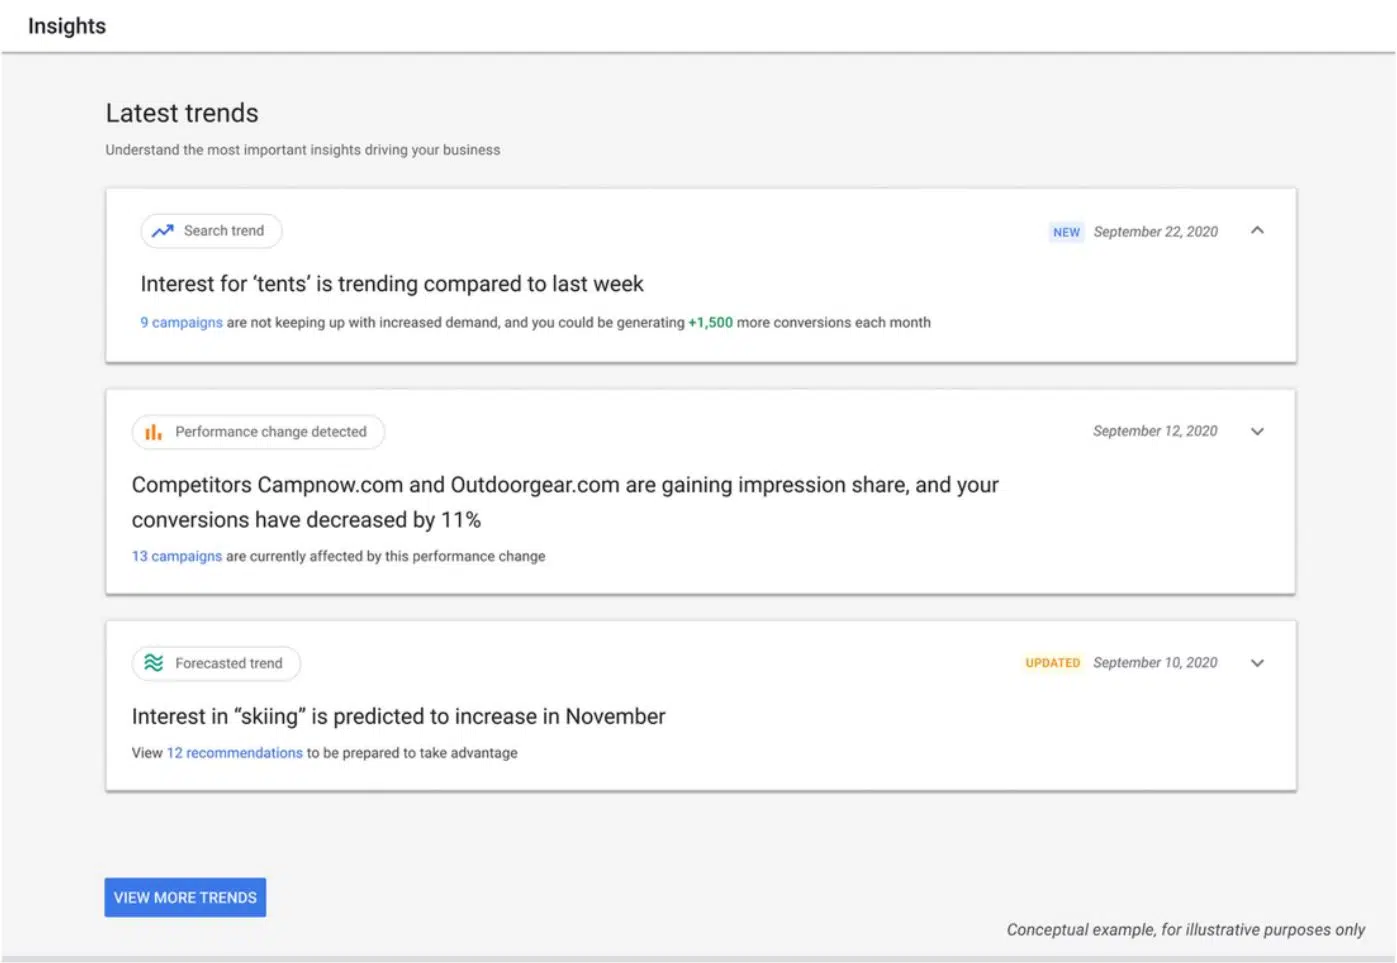 Insights
Latest trends
Understand the most important insights driving your business
Search trend
NEW September 22, 2020
Interest for ‘tents’ is trending compared to last week
9 campaigns are not keeping up with increased demand, and you could be generating +1,500 more conversions each month
Performance change detected
September 12, 2020
Competitors Campnow.com and Outdoorgear.com are gaining impression share, and your
conversions have decreased by 11%
13 campaigns are currently affected by this performance change
Forecasted trend
UPDATED September 10, 2020
Interest in “skiing” is predicted to increase in November
View 12 recommendations to be prepared to take advantage
VIEW MORE TRENDS
Conceptual example, for illustrative purposes only